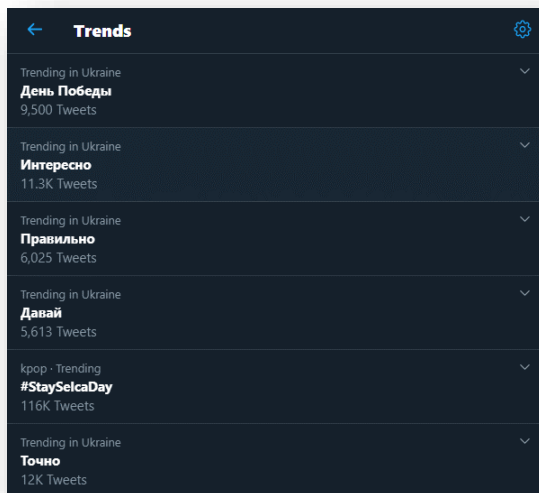 Trends
Trending in Ukraine
День Победы
9,500 Tweets
Trending in Ukraine
Интересно
11.3K Tweets
Trending in Ukraine
Правильно
6,025 Tweets
Trending in Ukraine
Давай
5,613 Tweets
kpop · Trending
#StaySelcaDay
116K Tweets
Trending in Ukraine
Точно
12K Tweets